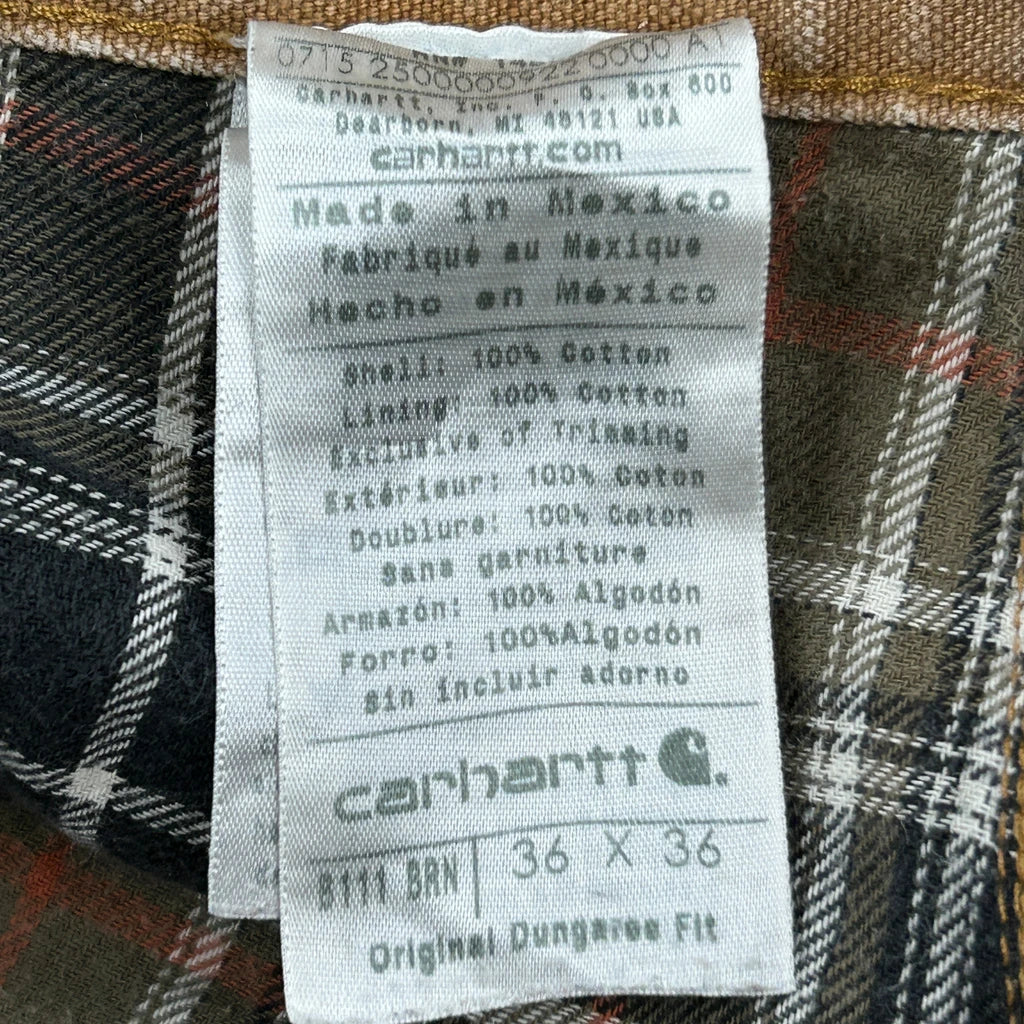 0715 2500000922 0000 A1
Carhartt, Inc. P. O. Box 600
Dearborn, MI 48121 USA
carhartt.com
Made in Mexico
Fabriqué au Mexique
Hecho en México
Shell: 100% Cotton
Lining: 100% Cotton
Exclusive of Trimming
Extérieur: 100% Coton
Doublure: 100% Coton
Sans garniture
Armazón: 100% Algodón
Forro: 100%Algodón
Sin incluir adorno
carhartt
B111 BRN 36 X 36
Original Dungaree Fit